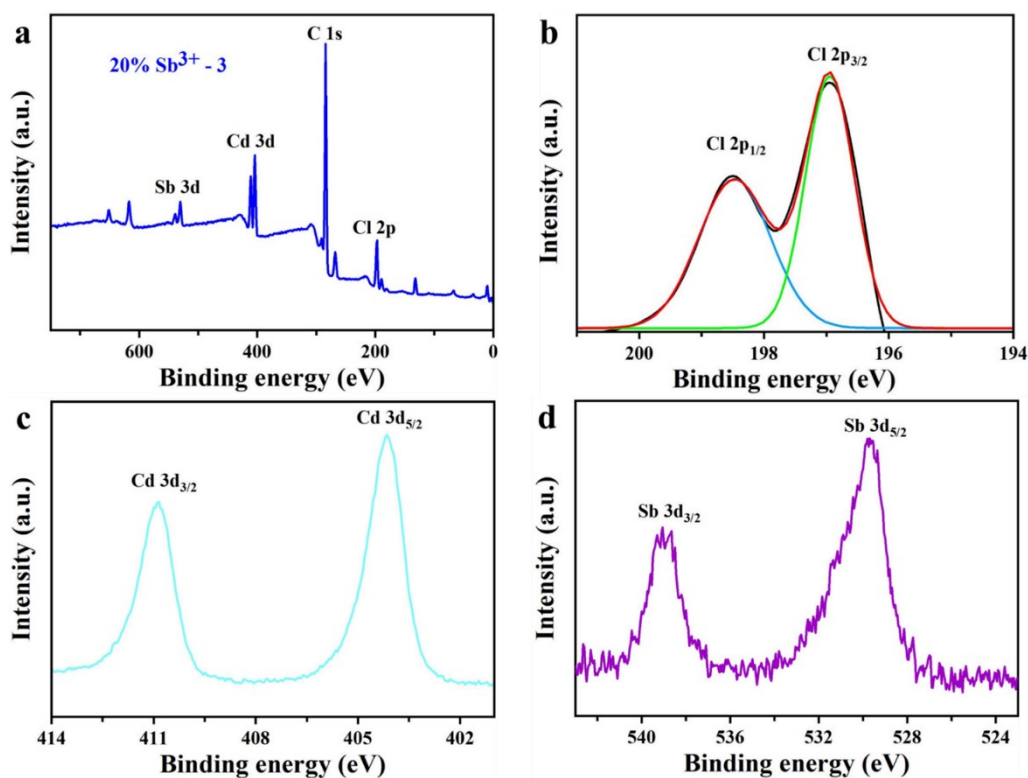 a
20% Sb³⁺ - 3
C 1s
Cd 3d
Sb 3d
Cl 2p
Intensity (a.u.)
600 400 200 0
Binding energy (eV)
b
Cl 2p₃/₂
Cl 2p₁/₂
Intensity (a.u.)
200 198 196 194
Binding energy (eV)
c
Cd 3d₅/₂
Cd 3d₃/₂
Intensity (a.u.)
414 411 408 404 402
Binding energy (eV)
d
Sb 3d₅/₂
Sb 3d₃/₂
Intensity (a.u.)
540 536 532 528 524
Binding energy (eV)